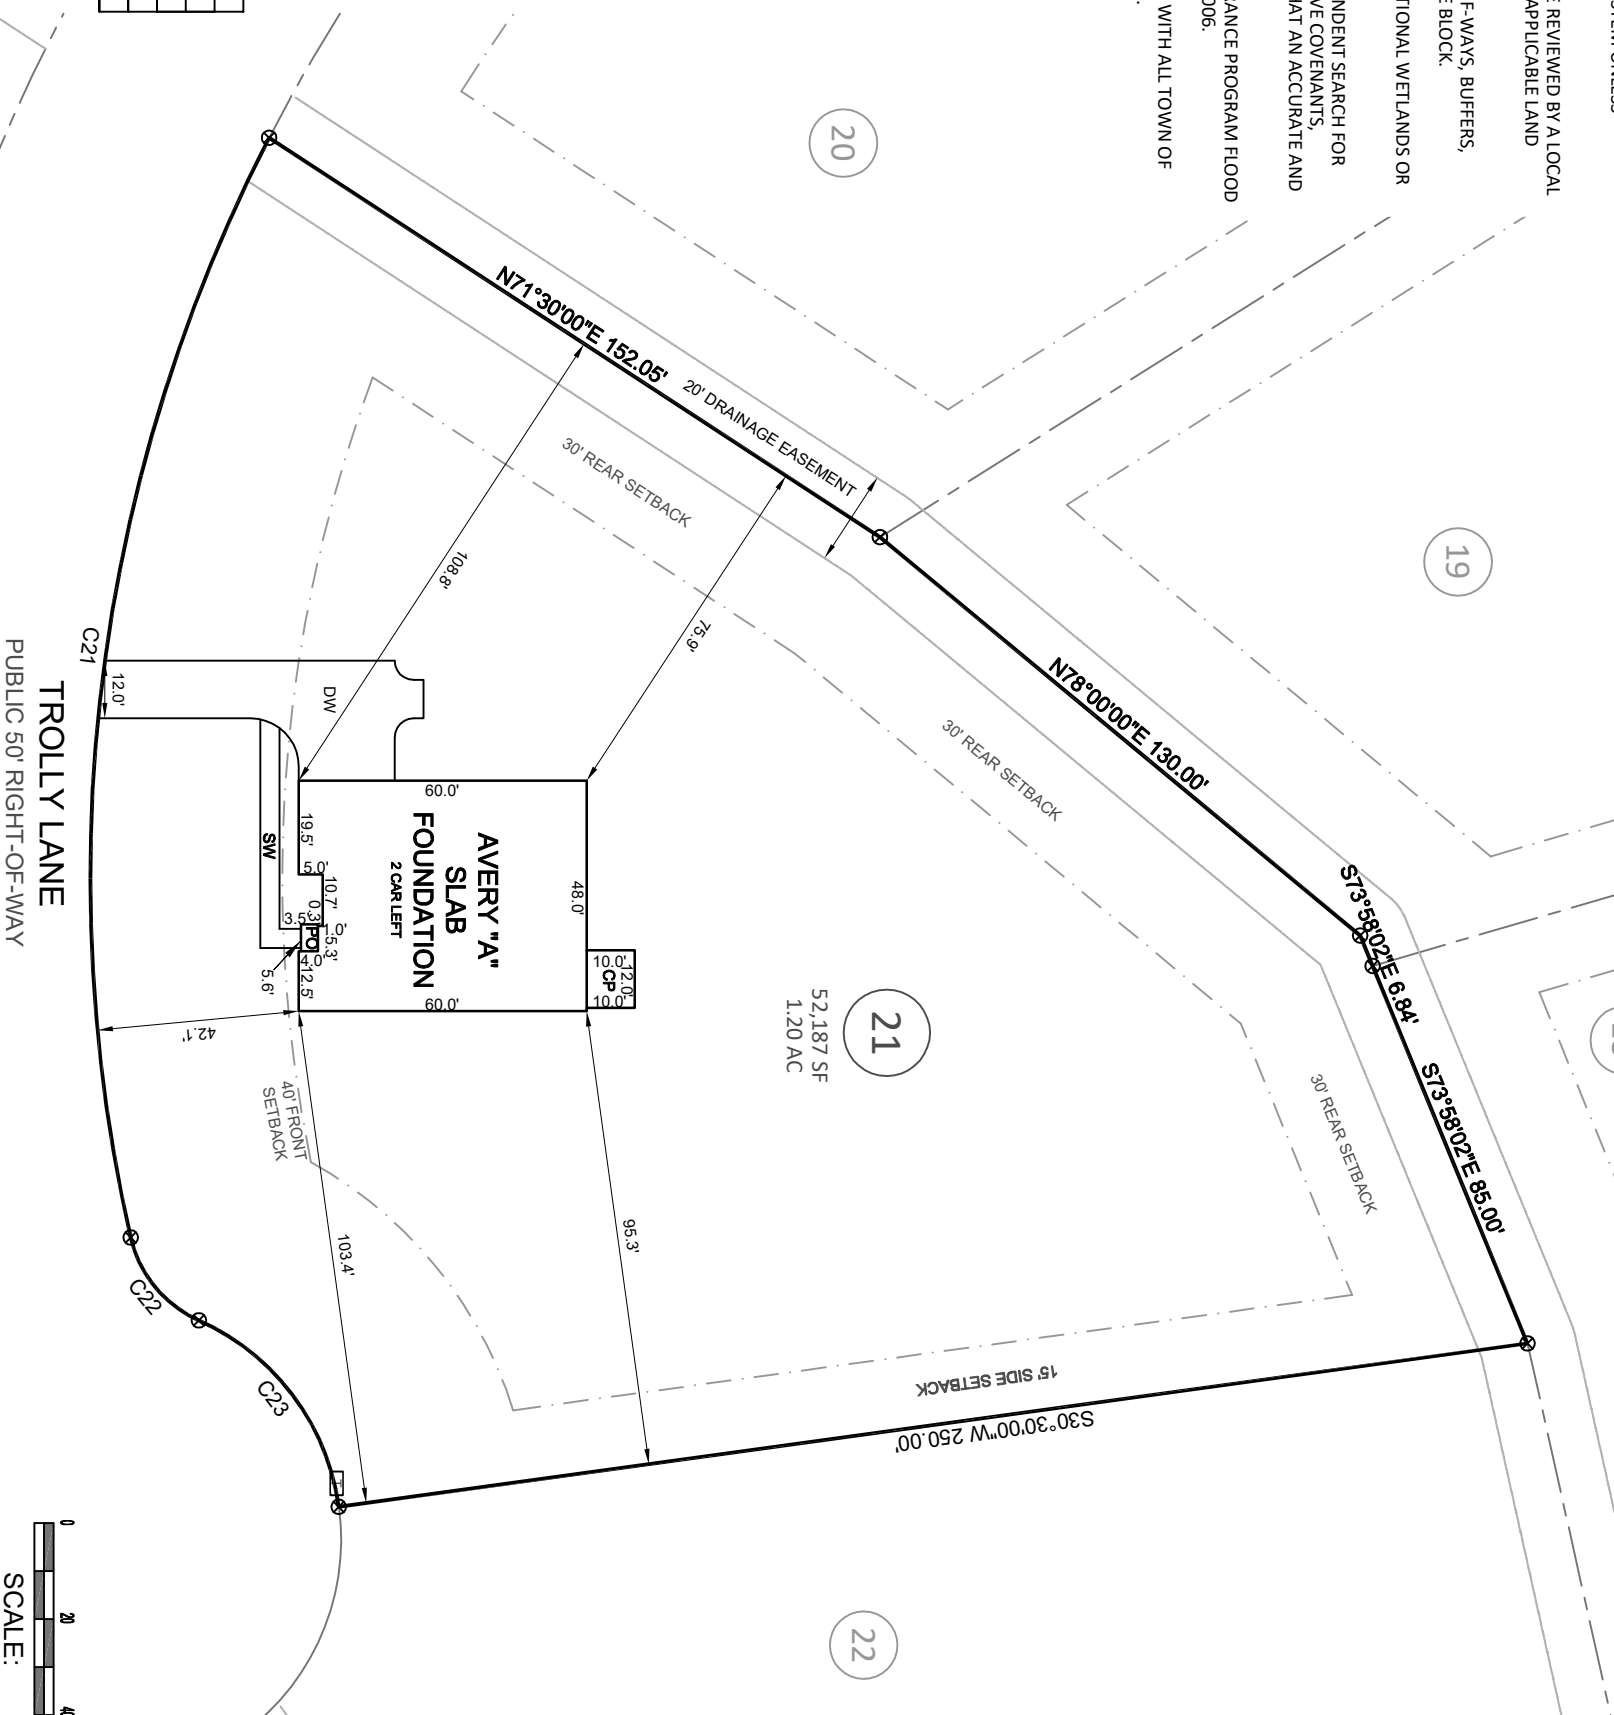 E REVIEWED BY A LOCAL
APPLICABLE LAND
F-WAYS, BUFFERS,
E BLOCK.
TIONAL WETLANDS OR
NDENT SEARCH FOR
VE COVENANTS,
HAT AN ACCURATE AND
RANCE PROGRAM FLOOD
006.
WITH ALL TOWN OF
20
19
N71°30'00"E 152.05'
20' DRAINAGE EASEMENT
30' REAR SETBACK
N78°00'00"E 130.00'
30' REAR SETBACK
S73°58'02"E 6.84'
S73°58'02"E 85.00'
30' REAR SETBACK
108.8'
75.9'
21
52,187 SF
1.20 AC
AVERY "A"
SLAB
FOUNDATION
2 CAR LEFT
60.0'
48.0'
60.0'
10.0'
12.0'
CP
10.0'
19.5'
5.0'
10.7'
0.3'
3.5'
1.0'
PO
5.3'
4.0'
12.5'
5.6'
DW
SW
12.0'
C21
42.1'
40' FRONT
SETBACK
103.4'
95.3'
15' SIDE SETBACK
S30°30'00"W 250.00'
C22
C23
T
22
TROLLY LANE
PUBLIC 50' RIGHT-OF-WAY
0
20
SCALE: